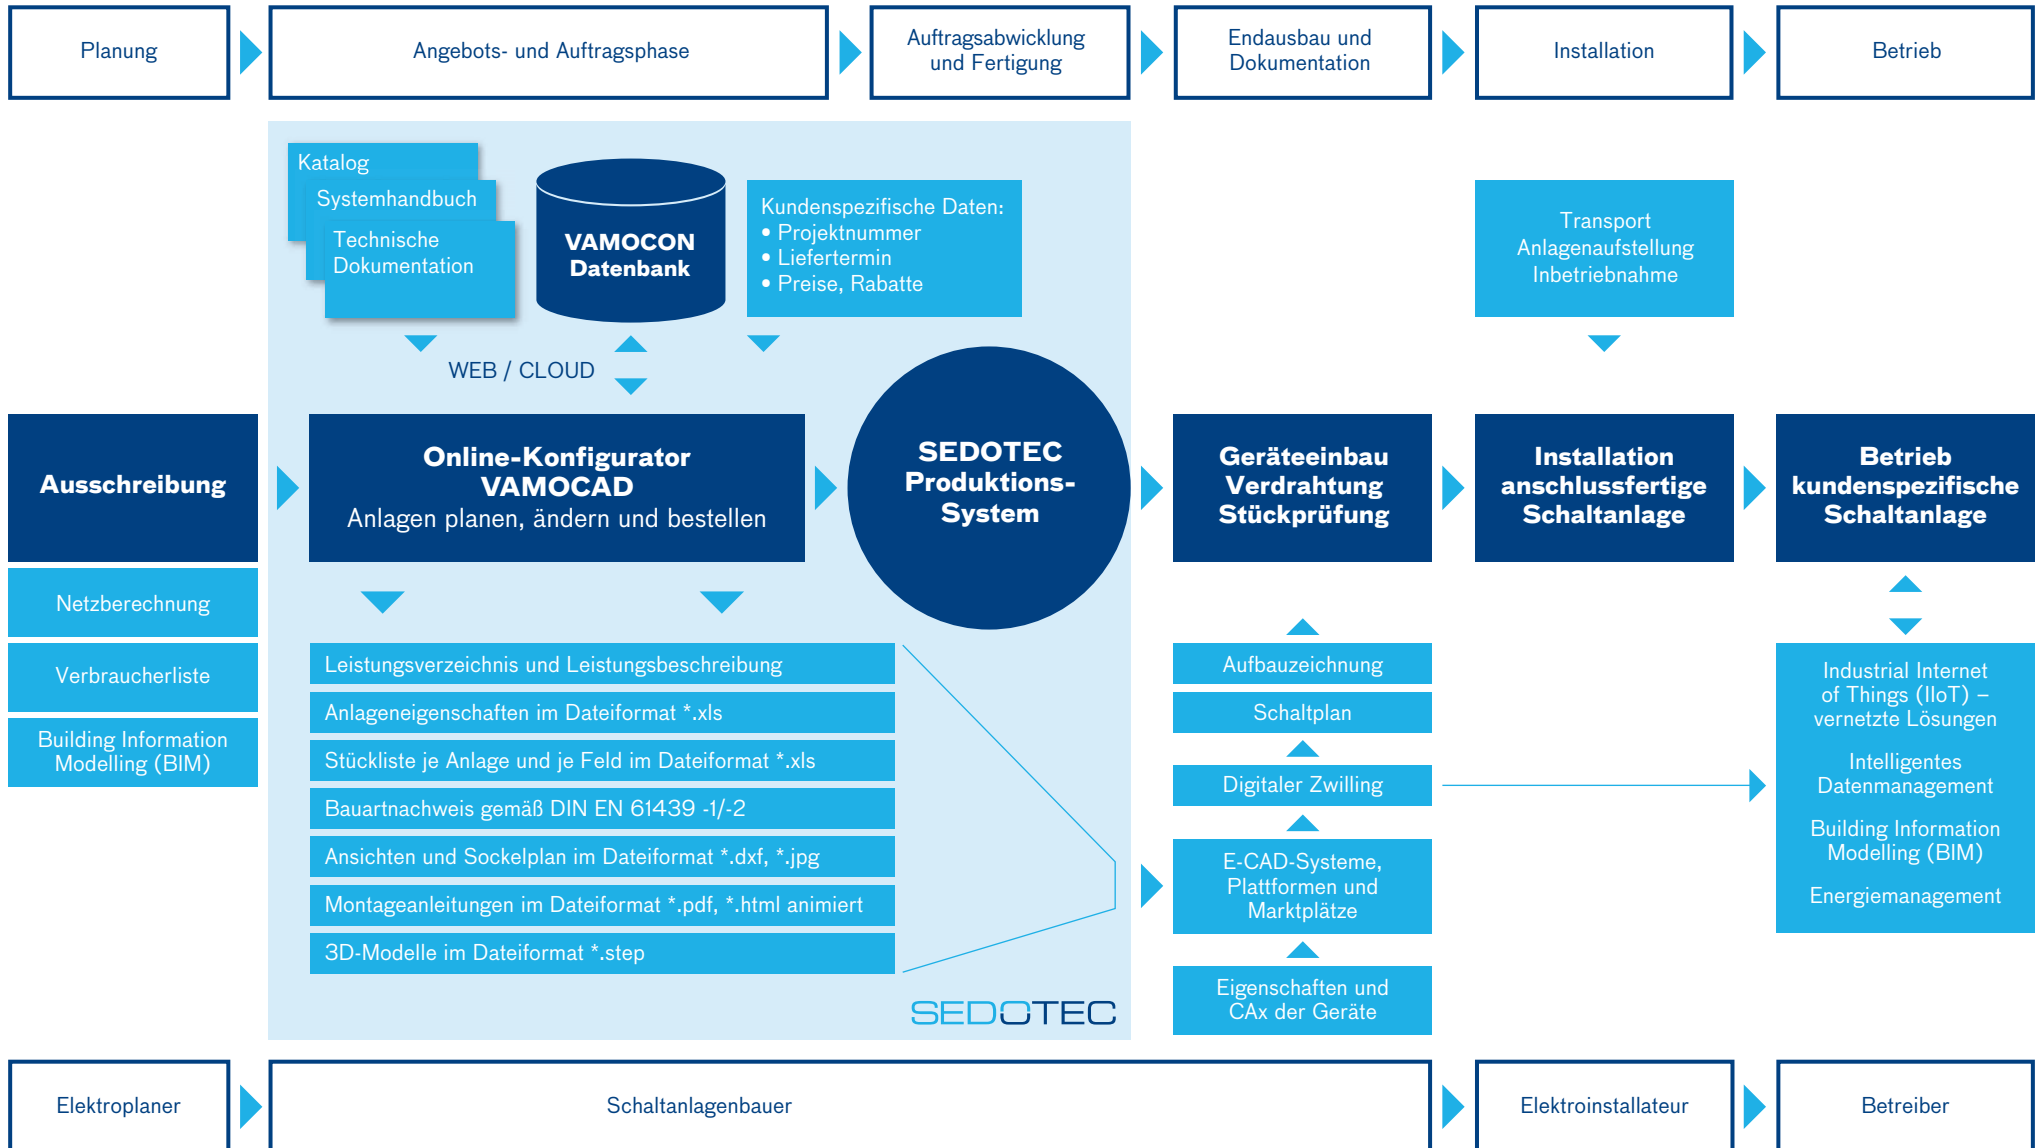 Planung
Angebots- und Auftragsphase
Auftragsabwicklung
und Fertigung
Endausbau und
Dokumentation
Installation
Betrieb
Katalog
Systemhandbuch
Technische
Dokumentation
VAMOCON
Datenbank
Kundenspezifische Daten:
• Projektnummer
• Liefertermin
• Preise, Rabatte
Transport
Anlagenaufstellung
Inbetriebnahme
WEB / CLOUD
Ausschreibung
Online-Konfigurator
VAMOCAD
Anlagen planen, ändern und bestellen
SEDOTEC
Produktions-
System
Geräteeinbau
Verdrahtung
Stückprüfung
Installation
anschlussfertige
Schaltanlage
Betrieb
kundenspezifische
Schaltanlage
Netzberechnung
Verbraucherliste
Building Information
Modelling (BIM)
Leistungsverzeichnis und Leistungsbeschreibung
Anlageneigenschaften im Dateiformat *.xls
Stückliste je Anlage und je Feld im Dateiformat *.xls
Bauartnachweis gemäß DIN EN 61439 -1/-2
Ansichten und Sockelplan im Dateiformat *.dxf, *.jpg
Montageanleitungen im Dateiformat *.pdf, *.html animiert
3D-Modelle im Dateiformat *.step
SEDOTEC
Aufbauzeichnung
Schaltplan
Digitaler Zwilling
E-CAD-Systeme,
Plattformen und
Marktplätze
Eigenschaften und
CAx der Geräte
Industrial Internet
of Things (IIoT) –
vernetzte Lösungen
Intelligentes
Datenmanagement
Building Information
Modelling (BIM)
Energiemanagement
Elektroplaner
Schaltanlagenbauer
Elektroinstallateur
Betreiber